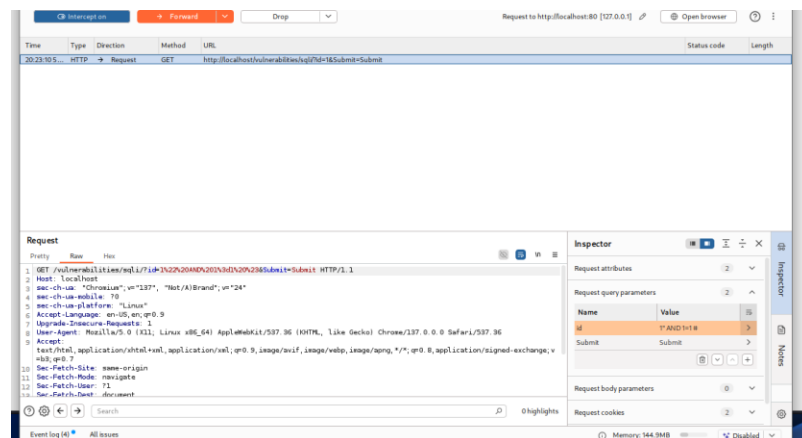 Intercept on → Forward Drop Request to http://localhost:80 [127.0.0.1] Open browser
Time Type Direction Method URL Status code Length
20:23:10 5... HTTP → Request GET http://localhost/vulnerabilities/sqli/?id=1&Submit=Submit
Request
Pretty Raw Hex
1 GET /vulnerabilities/sqli/?id=1%22%20AND%201%3d1%20%23&Submit=Submit HTTP/1.1
2 Host: localhost
3 sec-ch-ua: "Chromium";v="137", "Not/A)Brand";v="24"
4 sec-ch-ua-mobile: ?0
5 sec-ch-ua-platform: "Linux"
6 Accept-Language: en-US,en;q=0.9
7 Upgrade-Insecure-Requests: 1
8 User-Agent: Mozilla/5.0 (X11; Linux x86_64) AppleWebKit/537.36 (KHTML, like Gecko) Chrome/137.0.0.0 Safari/537.36
9 Accept:
text/html,application/xhtml+xml,application/xml;q=0.9,image/avif,image/webp,image/apng,*/*;q=0.8,application/signed-exchange;v
=b3;q=0.7
10 Sec-Fetch-Site: same-origin
11 Sec-Fetch-Mode: navigate
12 Sec-Fetch-User: ?1
13 Sec-Fetch-Dest: document
Search 0 highlights
Inspector
Request attributes 2
Request query parameters 2
Name Value
id 1" AND 1=1 #
Submit Submit
Request body parameters 0
Request cookies 2
Inspector
Notes
Event log (4) All issues Memory: 144.9MB Disabled